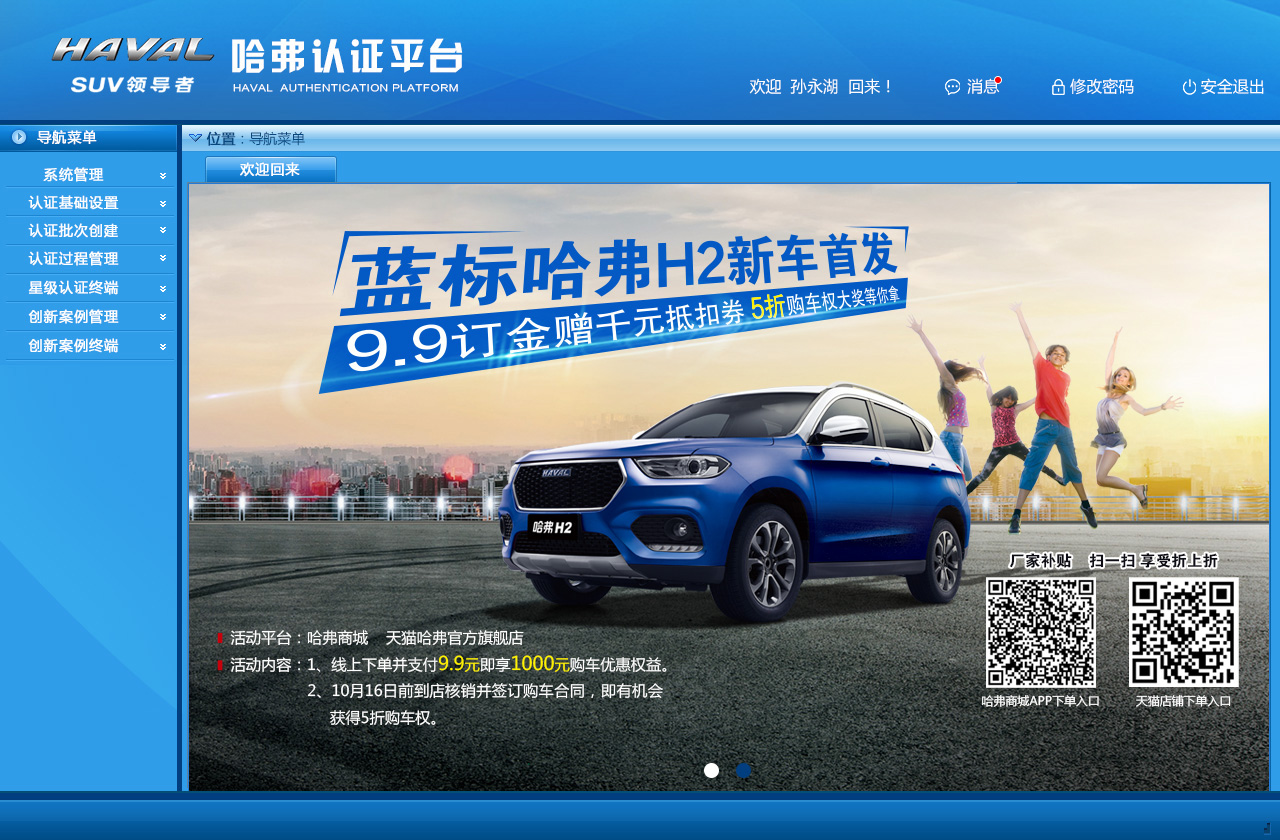 HAVAL
SUV领导者
哈弗认证平台
HAVAL AUTHENTICATION PLATFORM
欢迎 孙永湖 回来！
消息
修改密码
安全退出
导航菜单
位置：导航菜单
欢迎回来
系统管理
认证基础设置
认证批次创建
认证过程管理
星级认证终端
创新案例管理
创新案例终端
蓝标哈弗H2新车首发
9.9订金赠千元抵扣券 5折购车权大奖等你拿
HAVAL
哈弗H2
厂家补贴 扫一扫 享受折上折
哈弗商城APP下单入口
天猫店铺下单入口
活动平台：哈弗商城 天猫哈弗官方旗舰店
活动内容：1、线上下单并支付9.9元即享1000元购车优惠权益。
2、10月16日前到店核销并签订购车合同，即有机会
获得5折购车权。